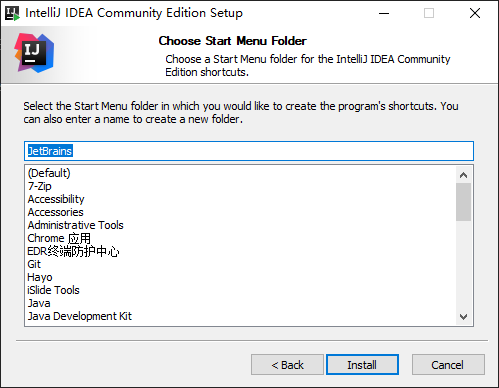 IntelliJ IDEA Community Edition Setup
IJ
Choose Start Menu Folder
Choose a Start Menu folder for the IntelliJ IDEA Community
Edition shortcuts.
Select the Start Menu folder in which you would like to create the program's shortcuts. You
can also enter a name to create a new folder.
JetBrains
(Default)
7-Zip
Accessibility
Accessories
Administrative Tools
Chrome 应用
EDR终端防护中心
Git
Hayo
iSlide Tools
Java
Java Development Kit
< Back
Install
Cancel